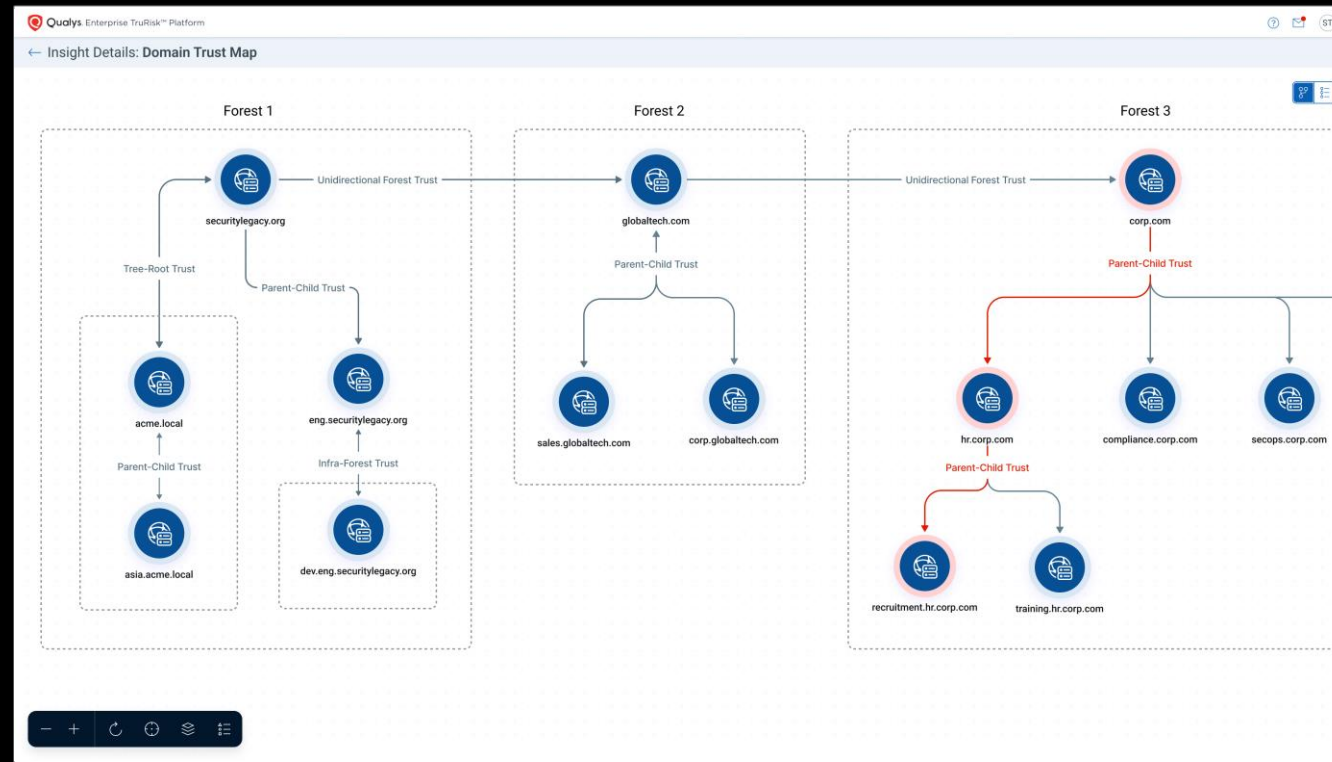 Qualys. Enterprise TruRisk™ Platform
ST
← Insight Details: Domain Trust Map
Forest 1
Forest 2
Forest 3
Unidirectional Forest Trust
Unidirectional Forest Trust
securitylegacy.org
globaltech.com
corp.com
Tree-Root Trust
Parent-Child Trust
Parent-Child Trust
Parent-Child Trust
acme.local
eng.securitylegacy.org
sales.globaltech.com
corp.globaltech.com
hr.corp.com
compliance.corp.com
secops.corp.com
Parent-Child Trust
Infra-Forest Trust
Parent-Child Trust
asia.acme.local
dev.eng.securitylegacy.org
recruitment.hr.corp.com
training.hr.corp.com